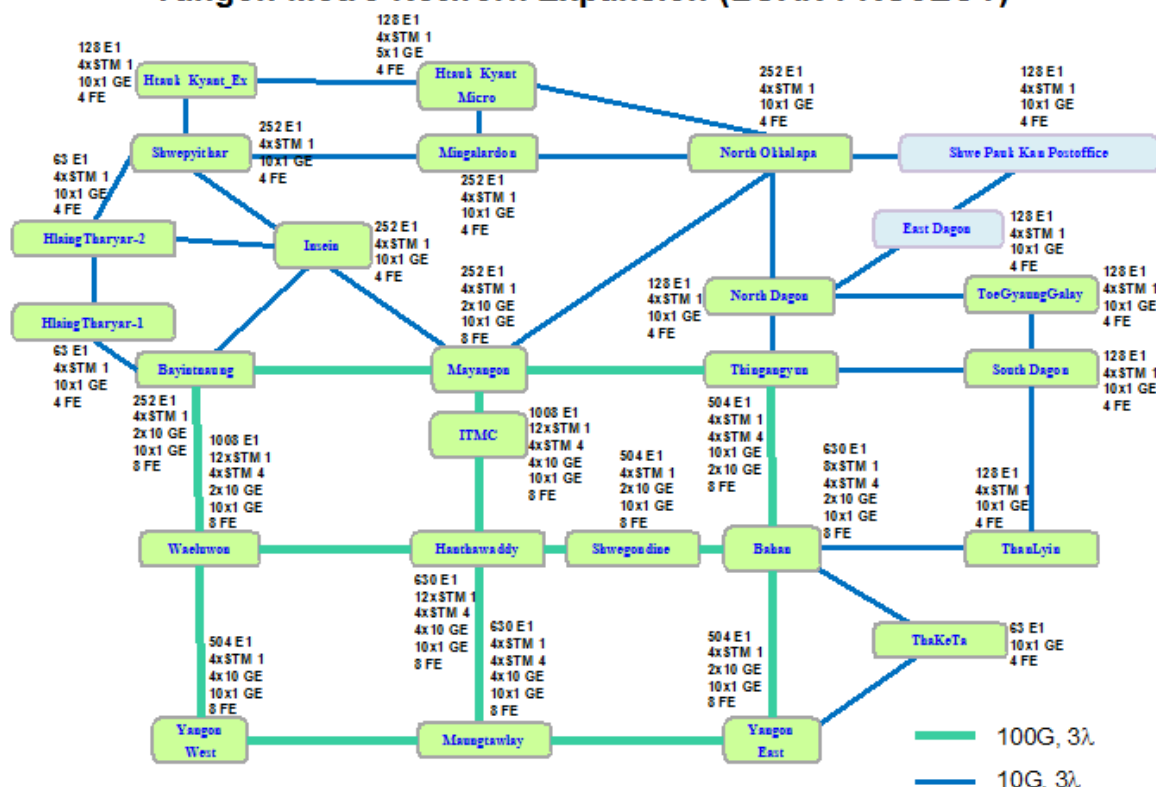 Yangon Metro Network Expansion
128 E1
4xSTM 1
5x1 GE
4 FE
128 E1
4xSTM 1
10x1 GE
4 FE
Htauk Kyant_Ex
Htauk Kyant
Micro
252 E1
4xSTM 1
10x1 GE
4 FE
128 E1
4xSTM 1
10x1 GE
4 FE
252 E1
4xSTM 1
10x1 GE
4 FE
Shwepyithar
Mingalardon
North Okkalapa
Shwe Pauk Kan Postoffice
63 E1
4xSTM 1
10x1 GE
4 FE
252 E1
4xSTM 1
10x1 GE
4 FE
HlaingTharyar-2
Insein
252 E1
4xSTM 1
10x1 GE
4 FE
East Dagon
128 E1
4xSTM 1
10x1 GE
4 FE
252 E1
4xSTM 1
2x10 GE
10x1 GE
8 FE
128 E1
4xSTM 1
10x1 GE
4 FE
North Dagon
ToeGyaungGalay
128 E1
4xSTM 1
10x1 GE
4 FE
HlaingTharyar-1
63 E1
4xSTM 1
10x1 GE
4 FE
Bayintnaung
Mayangon
Thingangyun
South Dagon
128 E1
4xSTM 1
10x1 GE
4 FE
252 E1
4xSTM 1
2x10 GE
10x1 GE
8 FE
1008 E1
12xSTM 1
4xSTM 4
2x10 GE
10x1 GE
8 FE
ITMC
1008 E1
12xSTM 1
4xSTM 4
4x10 GE
10x1 GE
8 FE
504 E1
4xSTM 1
2x10 GE
10x1 GE
8 FE
504 E1
4xSTM 1
4xSTM 4
10x1 GE
2x10 GE
8 FE
630 E1
8xSTM 1
4xSTM 4
2x10 GE
10x1 GE
8 FE
128 E1
4xSTM 1
10x1 GE
4 FE
Waeluwon
Hanthawaddy
Shwegondine
Bahan
ThanLyin
630 E1
12xSTM 1
4xSTM 4
4x10 GE
10x1 GE
8 FE
630 E1
4xSTM 1
4xSTM 4
4x10 GE
10x1 GE
8 FE
504 E1
4xSTM 1
4x10 GE
10x1 GE
8 FE
504 E1
4xSTM 1
2x10 GE
10x1 GE
8 FE
ThaKeTa
63 E1
10x1 GE
4 FE
Yangon
West
Maungtawlay
Yangon
East
100G, 3λ
10G, 3λ